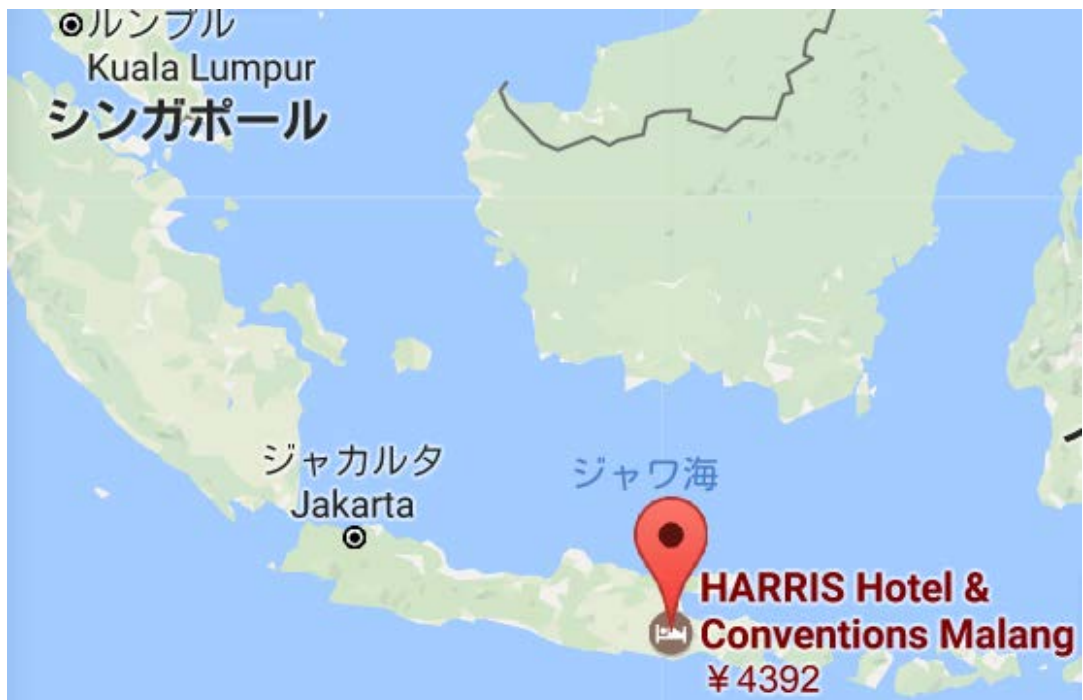 ルンプル
Kuala Lumpur
シンガポール
ジャカルタ
Jakarta
ジャワ海
HARRIS Hotel &
Conventions Malang
￥4392